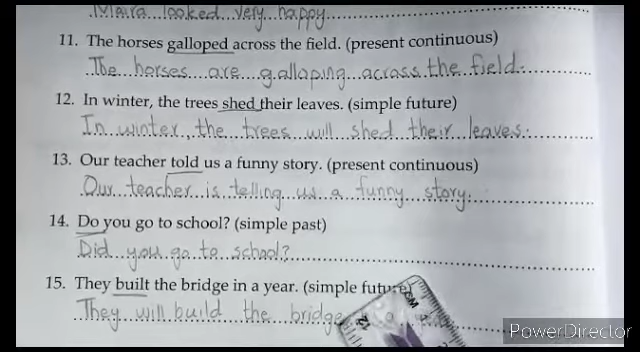 Maira looked very happy.
11. The horses galloped across the field. (present continuous)
The horses are gallaping across the field.
12. In winter, the trees shed their leaves. (simple future)
In winter, the trees will shed their leaves.
13. Our teacher told us a funny story. (present continuous)
Our teacher is telling us a funny story.
14. Do you go to school? (simple past)
Did you go to school?
15. They built the bridge in a year. (simple future)
They will build the bridge
PowerDirector